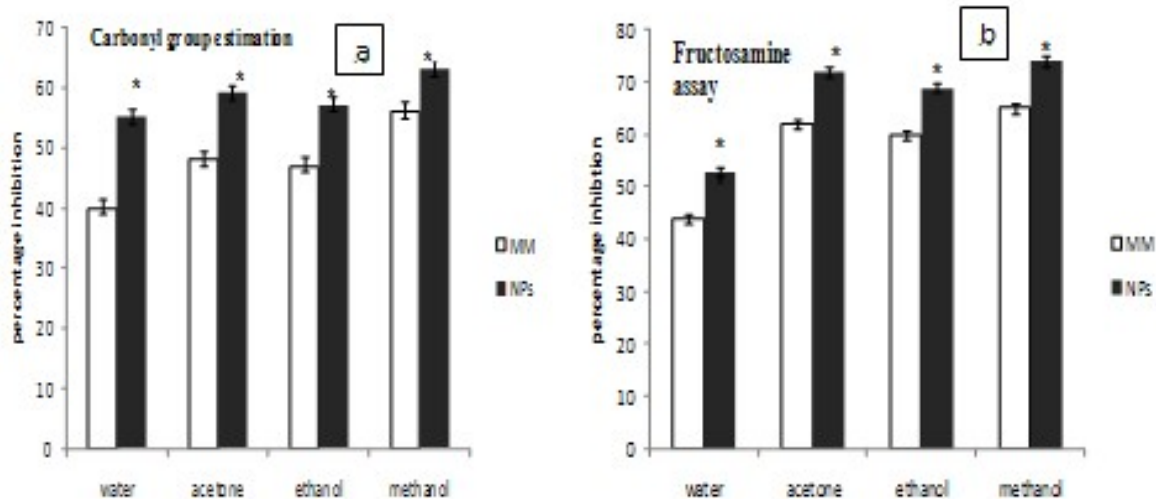 Carbonyl group estimation
a
percentage inhibition
70
60
50
40
30
20
10
0
*
*
*
*
water acetone ethanol methanol
MM
NPs
Fructosamine
assay
b
percentage inhibition
80
70
60
50
40
30
20
10
0
*
*
*
*
water acetone ethanol methanol
MM
NPs